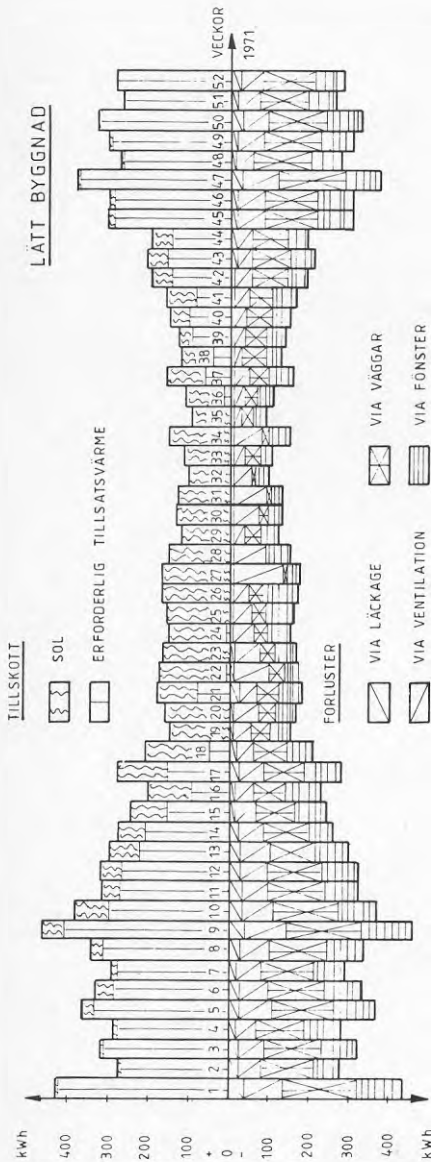 LÄTT BYGGNAD
TILLSKOTT
SOL
ERFORDERLIG TILLSATSVÄRME
kWh
400
300
200
100
+
0
-
100
200
300
400
kWh
1 2 3 4 5 6 7 8 9 10 11 12 13 14 15 16 17 18 19 20 21 22 23 24 25 26 27 28 29 30 31 32 33 34 35 36 37 38 39 40 41 42 43 44 45 46 47 48 49 50 51 52
VECKOR
1971
FÖRLUSTER
VIA LÄCKAGE
VIA VÄGGAR
VIA VENTILATION
VIA FÖNSTER